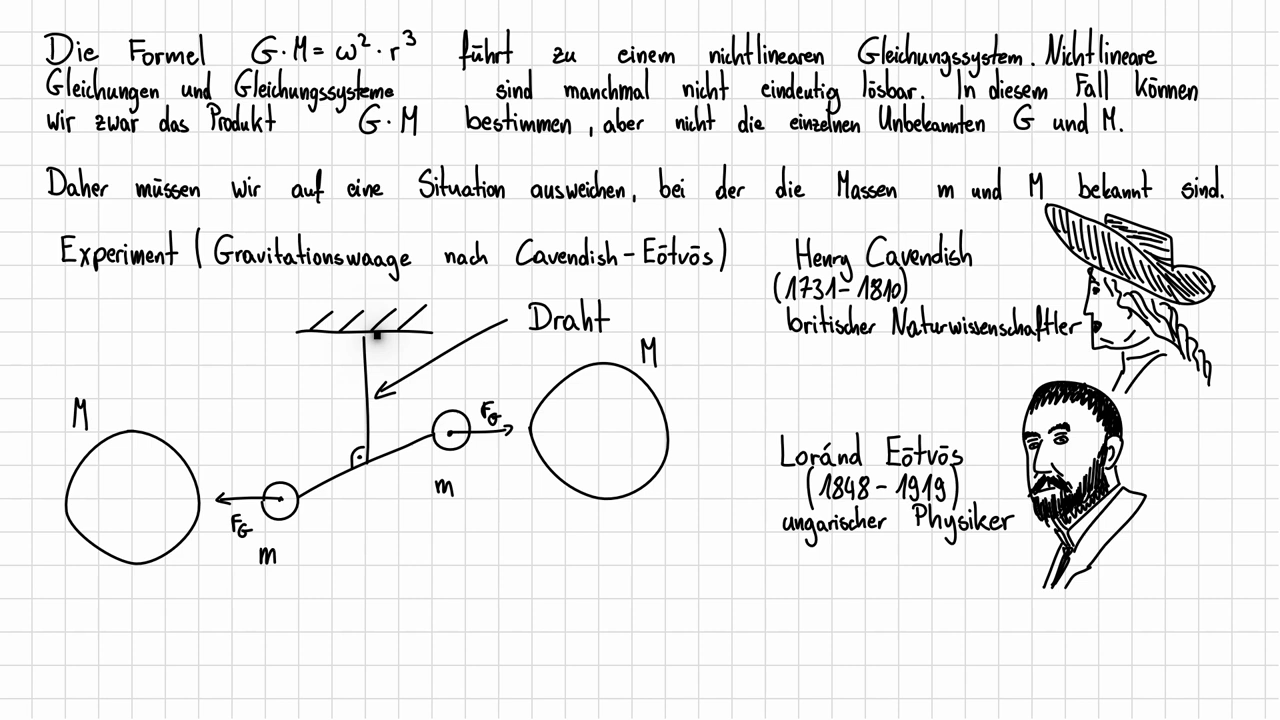 Die Formel G·M = ω²·r³ führt zu einem nichtlinearen Gleichungssystem. Nichtlineare
Gleichungen und Gleichungssysteme sind manchmal nicht eindeutig lösbar. In diesem Fall können
wir zwar das Produkt G·M bestimmen, aber nicht die einzelnen Unbekannten G und M.
Daher müssen wir auf eine Situation ausweichen, bei der die Massen m und M bekannt sind.
Experiment (Gravitationswaage nach Cavendish-Eötvös)
Henry Cavendish
(1731-1810)
britischer Naturwissenschaftler
Draht
M
M
F_G
m
F_G
m
Loránd Eötvös
(1848-1919)
ungarischer Physiker